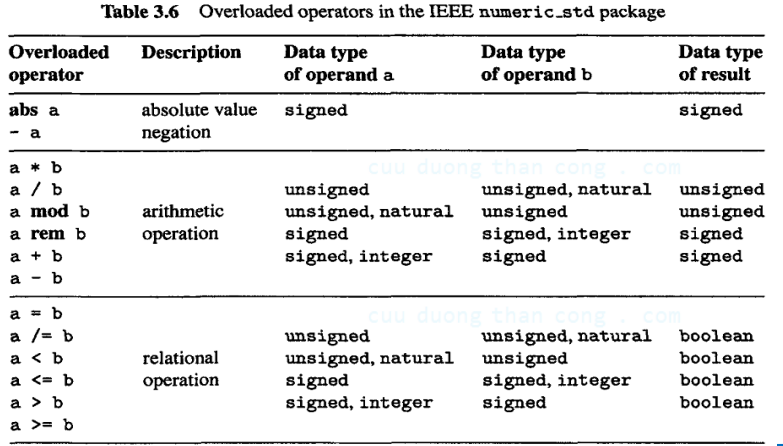 Table 3.6 Overloaded operators in the IEEE numeric_std package
Overloaded Description Data type Data type Data type
operator of operand a of operand b of result
abs a absolute value signed signed
- a negation
a * b cuu duong than cong . com
a / b unsigned unsigned, natural unsigned
a mod b arithmetic unsigned, natural unsigned unsigned
a rem b operation signed signed, integer signed
a + b signed, integer signed signed
a - b
a = b cuu duong than cong . com
a /= b unsigned unsigned, natural boolean
a < b relational unsigned, natural unsigned boolean
a <= b operation signed signed, integer boolean
a > b signed, integer signed boolean
a >= b